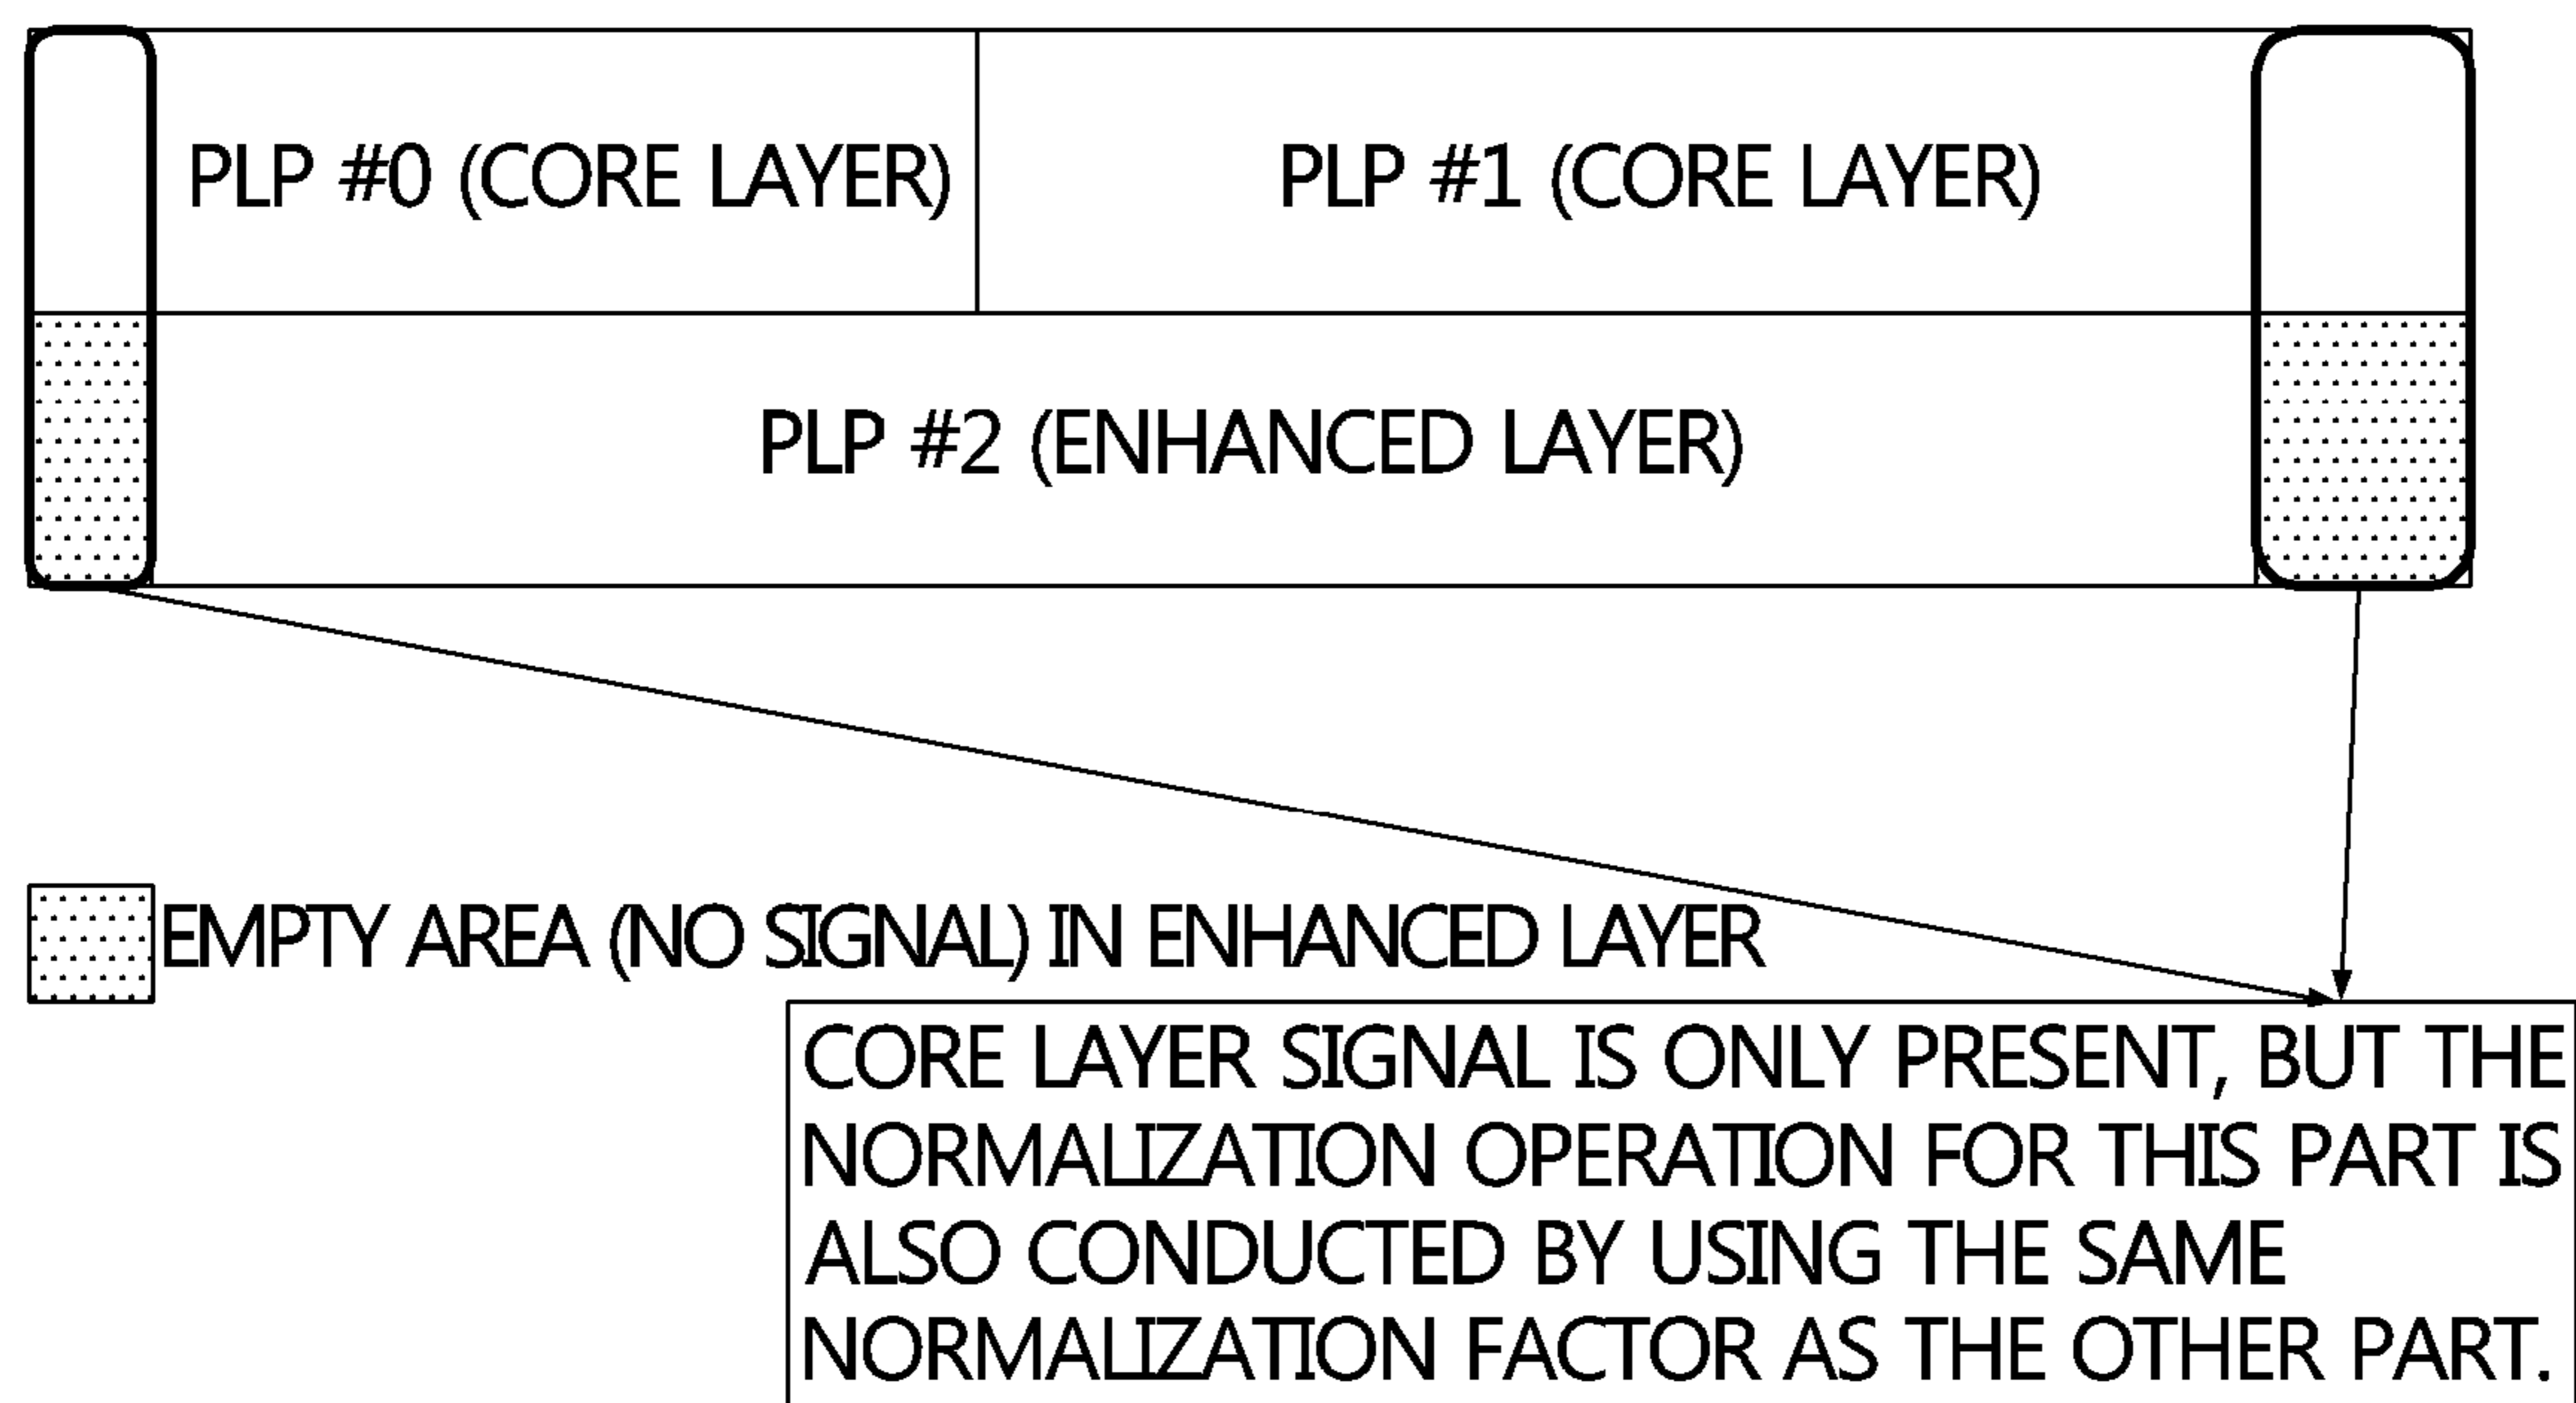 PLP #0 (CORE LAYER)
PLP #1 (CORE LAYER)
PLP #2 (ENHANCED LAYER)
EMPTY AREA (NO SIGNAL) IN ENHANCED LAYER
CORE LAYER SIGNAL IS ONLY PRESENT, BUT THE
NORMALIZATION OPERATION FOR THIS PART IS
ALSO CONDUCTED BY USING THE SAME
NORMALIZATION FACTOR AS THE OTHER PART.